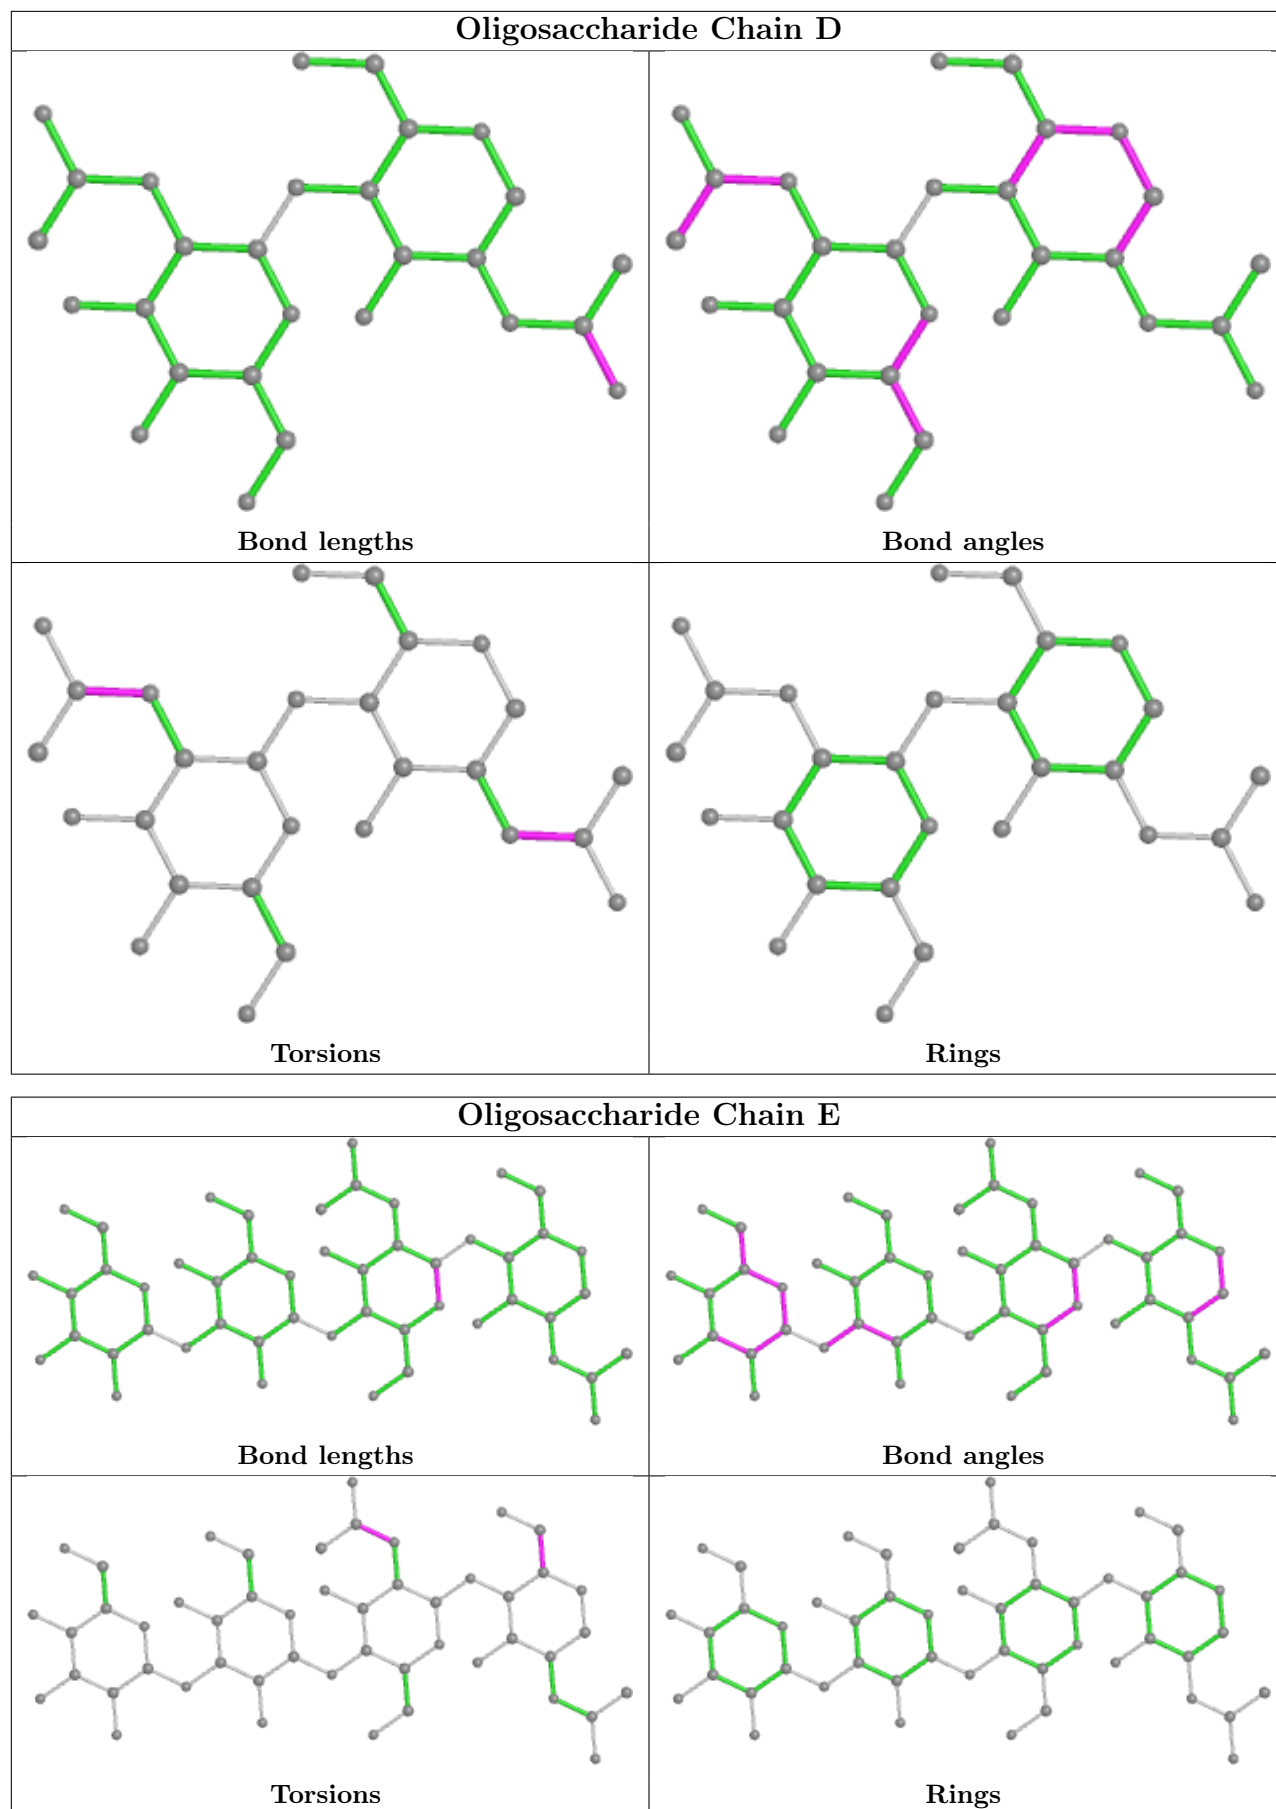 Oligosaccharide Chain D
Bond lengths
Bond angles
Torsions
Rings
Oligosaccharide Chain E
Bond lengths
Bond angles
Torsions
Rings